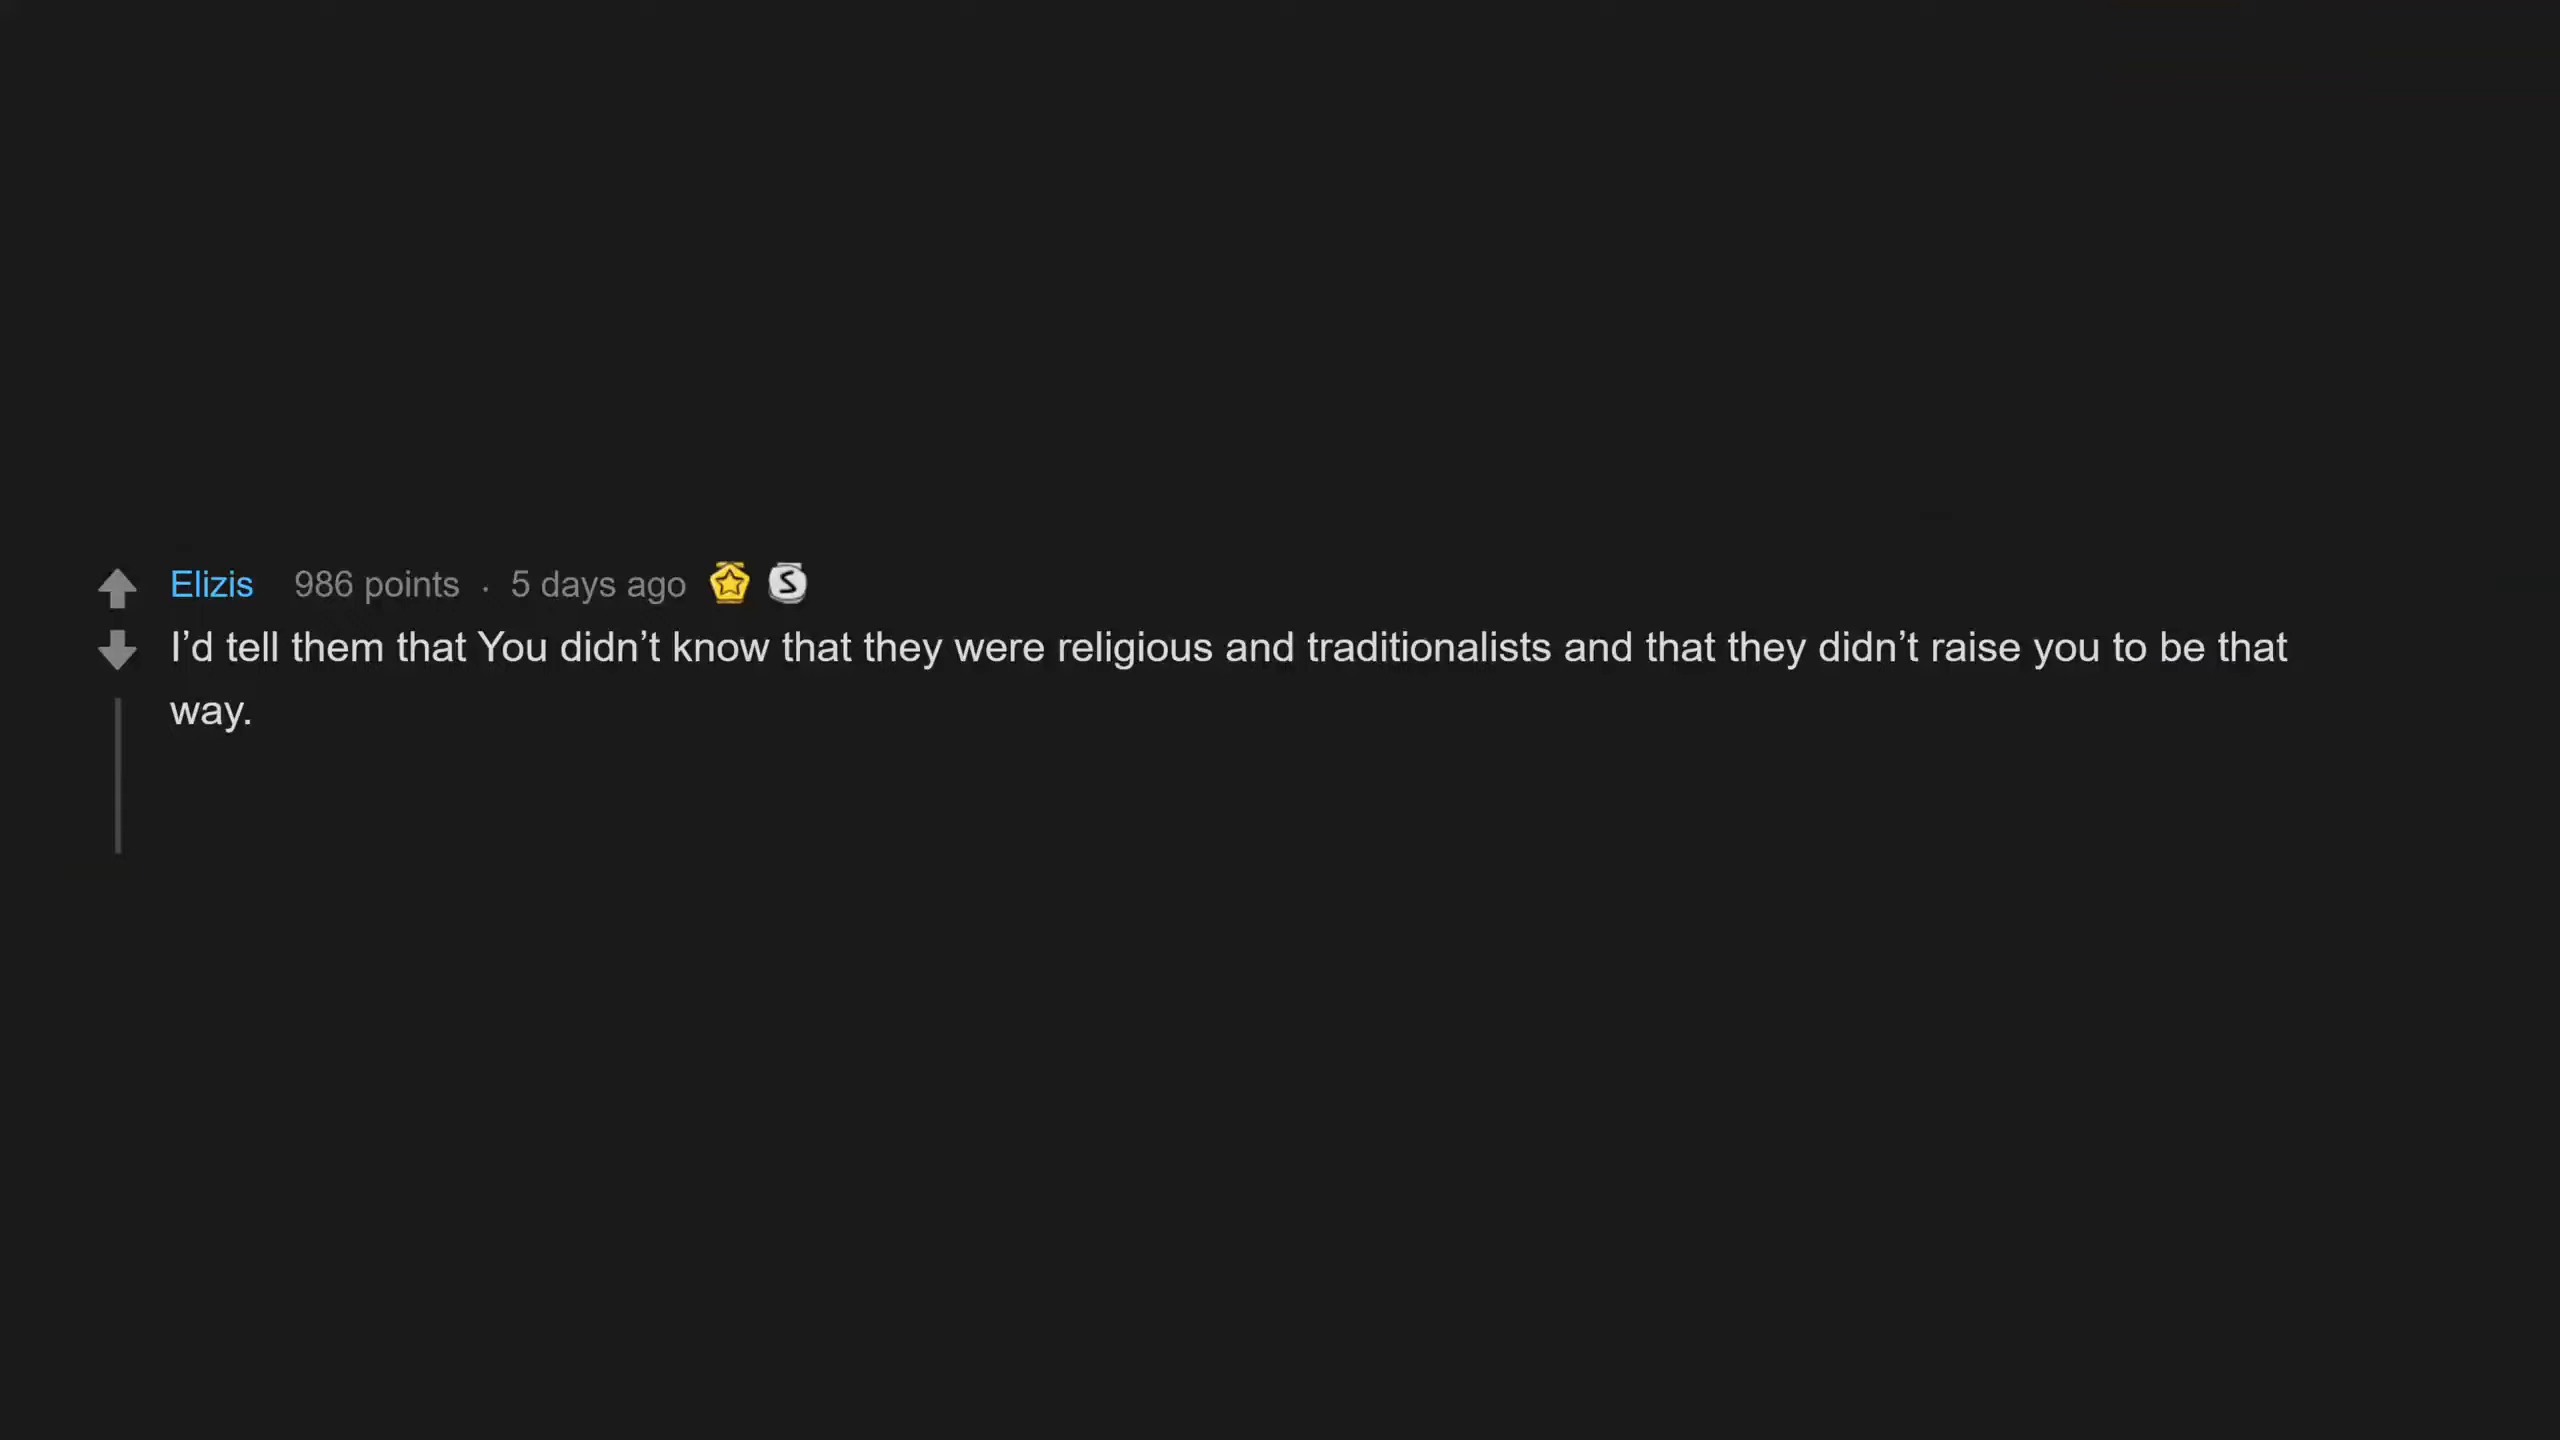 Elizis 986 points · 5 days ago
I’d tell them that You didn’t know that they were religious and traditionalists and that they didn’t raise you to be that
way.